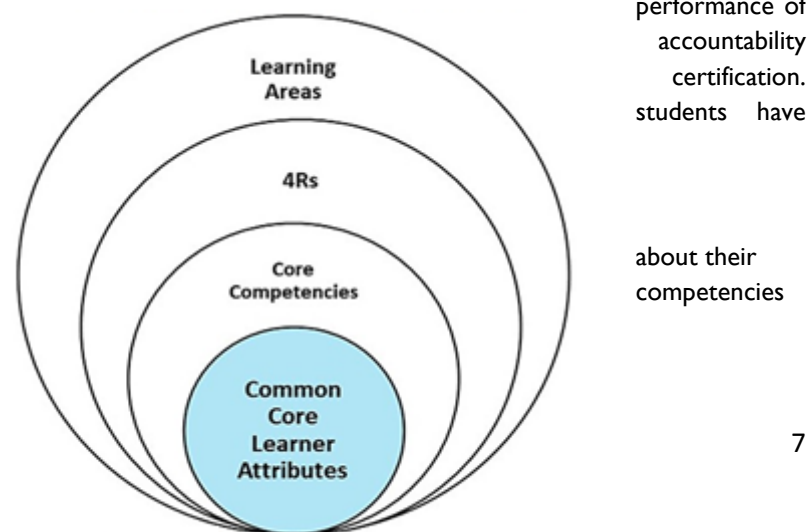 Learning
Areas
4Rs
Core
Competencies
Common
Core
Learner
Attributes
performance of
accountability
certification.
students have
about their
competencies
7